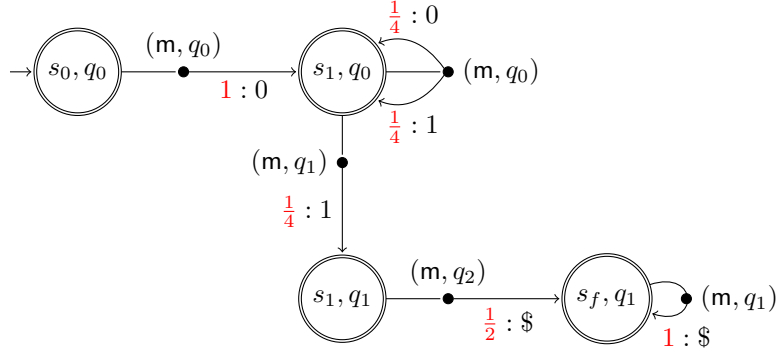 1/4 : 0
(m, q₀)
s₀, q₀
s₁, q₀
(m, q₀)
1 : 0
1/4 : 1
(m, q₁)
1/4 : 1
(m, q₂)
s₁, q₁
s_f, q₁
(m, q₁)
1/2 : $
1 : $